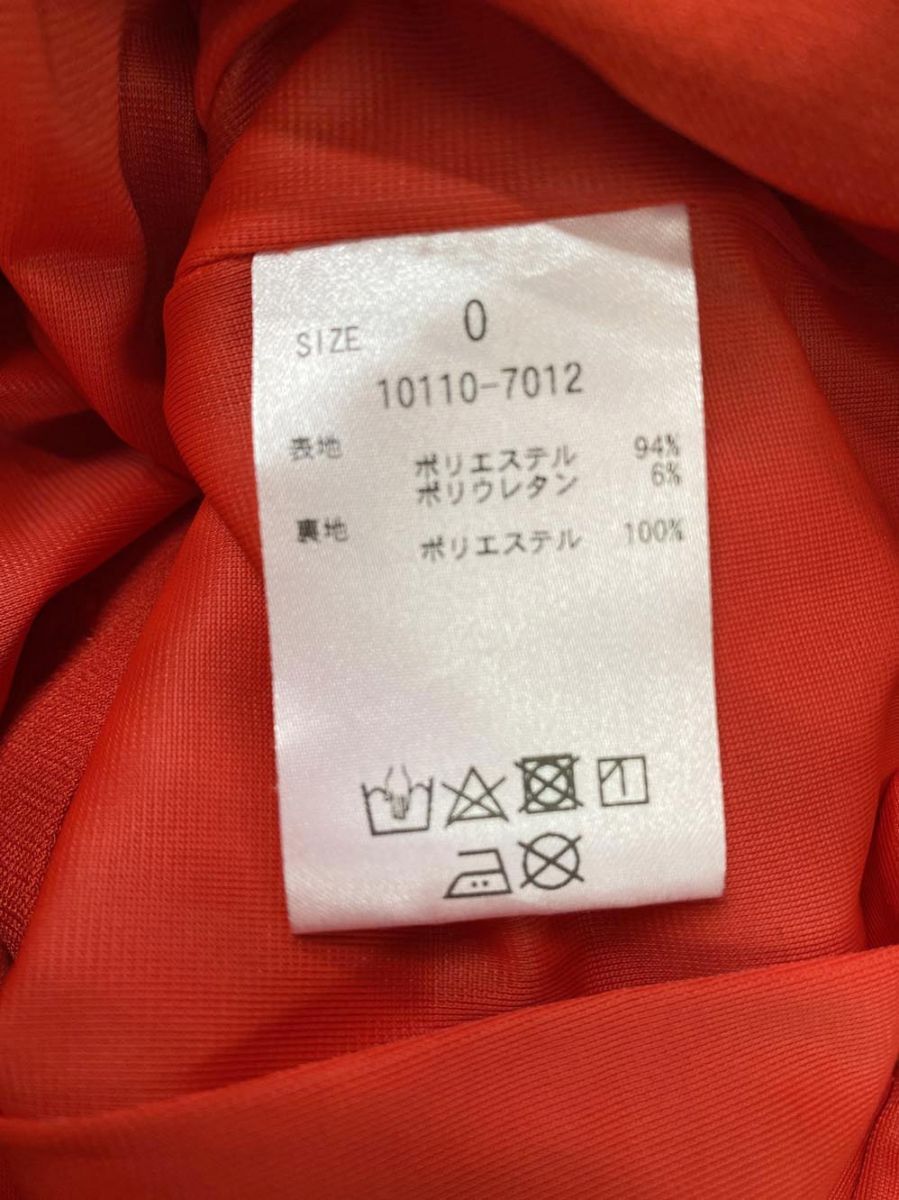 SIZE 0
10110-7012
表地 ポリエステル 94%
ポリウレタン 6%
裏地 ポリエステル 100%